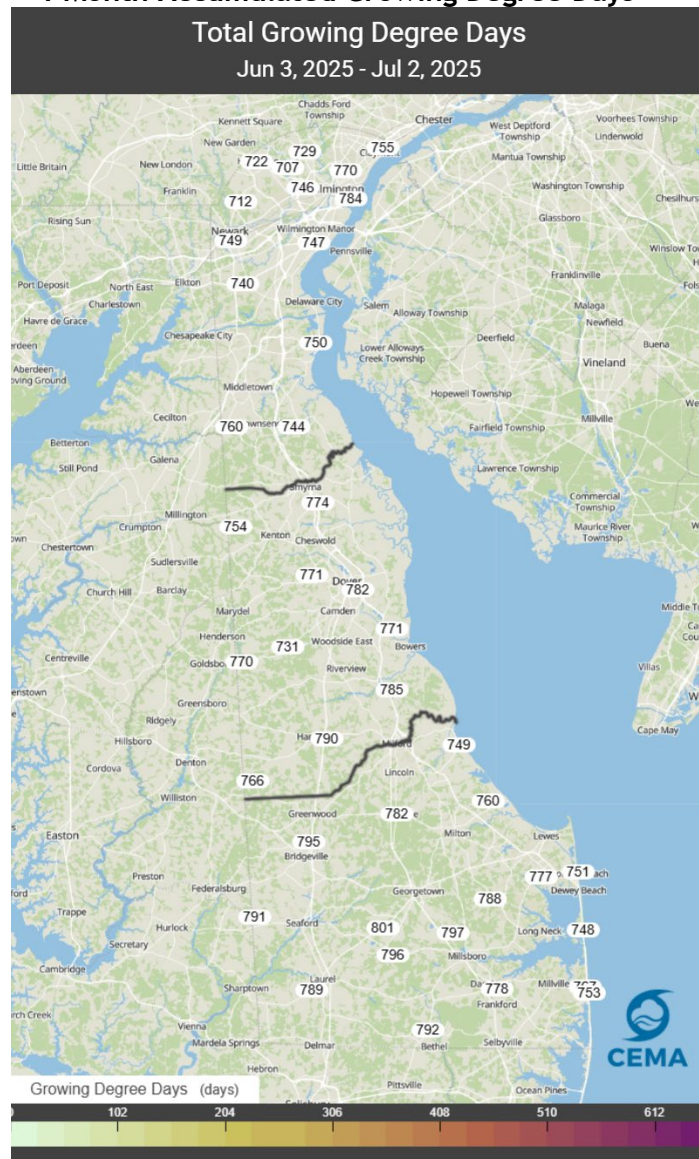 Total Growing Degree Days
Jun 3, 2025 - Jul 2, 2025
Chadds Ford
Township
Kennett Square
Chester
West Deptford
Township
Voorhees Township
Lindenwold
New Garden
729
755
Little Britain
New London
722
707
770
Mantua Township
Franklin
746
Washington Township
712
784
Rising Sun
Glassboro
Newark
Wilmington Manor
749
747
Pennsville
Port Deposit
North East
Elkton
740
Franklinville
Charlestown
Delaware City
Salem
Malaga
Havre de Grace
Alloway Township
Newfield
Chesapeake City
750
Lower Alloways
Creek Township
Deerfield
Buena
Aberdeen
Vineland
Middletown
Hopewell Township
Cecilton
Millville
760
744
Fairfield Township
Betterton
Galena
Still Pond
Lawrence Township
Smyrna
774
Commercial
Township
Millington
Crumpton
754
Maurice River
Township
Kenton
Cheswold
Chestertown
Sudlersville
771
Dover
Church Hill
Barclay
782
Marydel
Camden
771
Henderson
731
Woodside East
Bowers
Centreville
770
Riverview
Villas
785
Greensboro
Ridgely
Cape May
Hillsboro
790
Milford
749
Cordova
Denton
766
Lincoln
Williston
760
Greenwood
782
Easton
795
Milton
Lewes
Bridgeville
Preston
777
751
Federalsburg
Georgetown
Dewey Beach
Trappe
788
791
Hurlock
Seaford
801
797
Long Neck
748
Secretary
796
Millsboro
Cambridge
Laurel
Sharptown
789
778
Millville
753
Frankford
Vienna
792
Mardela Springs
Delmar
Bethel
Selbyville
CEMA
Hebron
Pittsville
Ocean Pines
Growing Degree Days (days)
102 204 306 408 510 612